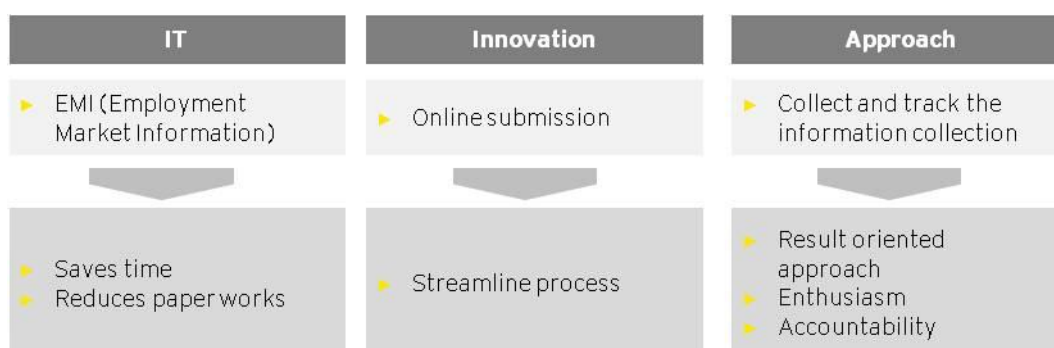 IT
EMI (Employment
Market Information)
Saves time
Reduces paper works
Innovation
Online submission
Streamline process
Approach
Collect and track the
information collection
Result oriented
approach
Enthusiasm
Accountability